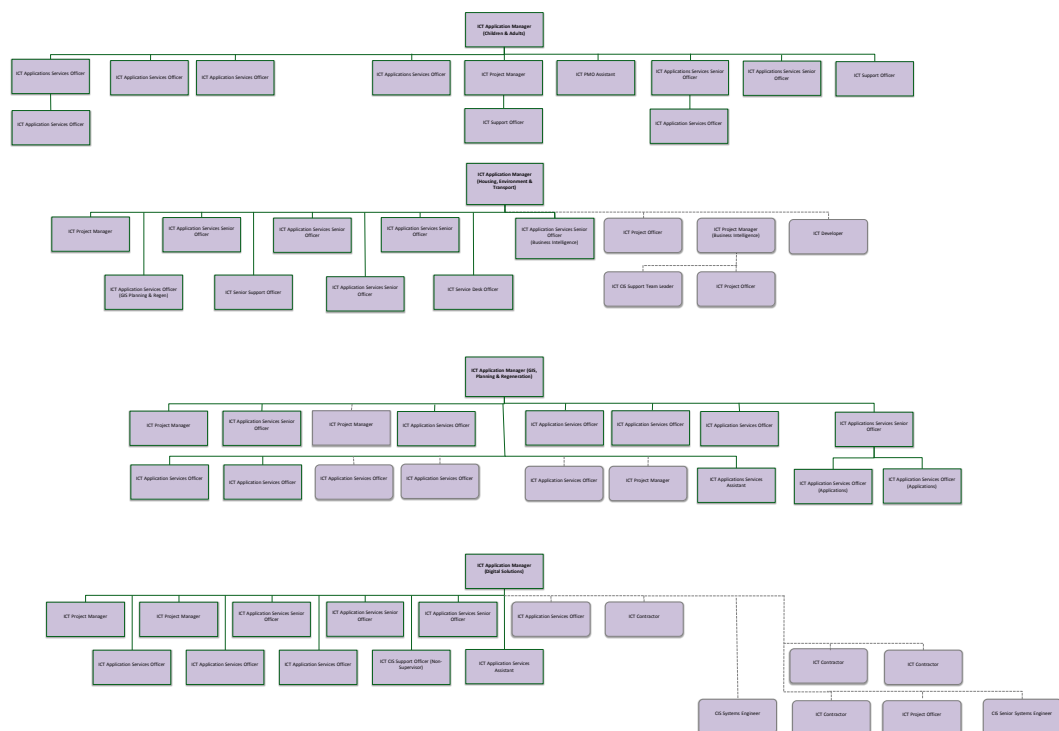 ICT Application Manager
(Children & Adults)
ICT Applications Services Officer
ICT Application Services Officer
ICT Application Services Officer
ICT Applications Services Officer
ICT Project Manager
ICT PMO Assistant
ICT Applications Services Senior
Officer
ICT Applications Services Senior
Officer
ICT Support Officer
ICT Application Services Officer
ICT Support Officer
ICT Application Services Officer
ICT Application Manager
(Housing, Environment &
Transport)
ICT Project Manager
ICT Application Services Senior
Officer
ICT Application Services Senior
Officer
ICT Application Services Senior
Officer
ICT Application Services Senior
Officer
(Business Intelligence)
ICT Project Officer
ICT Project Manager
(Business Intelligence)
ICT Developer
ICT Application Services Officer
(GIS Planning & Regen)
ICT Senior Support Officer
ICT Application Services Senior
Officer
ICT Service Desk Officer
ICT CIS Support Team Leader
ICT Project Officer
ICT Application Manager (GIS,
Planning & Regeneration)
ICT Project Manager
ICT Application Services Senior
Officer
ICT Project Manager
ICT Application Services Officer
ICT Application Services Officer
ICT Application Services Officer
ICT Application Services Officer
ICT Applications Services Senior
Officer
ICT Application Services Officer
ICT Application Services Officer
ICT Application Services Officer
ICT Application Services Officer
ICT Application Services Officer
ICT Project Manager
ICT Applications Services
Assistant
ICT Application Services Officer
(Applications)
ICT Application Services Officer
(Applications)
ICT Application Manager
(Digital Solutions)
ICT Project Manager
ICT Project Manager
ICT Application Services Senior
Officer
ICT Application Services Senior
Officer
ICT Application Services Senior
Officer
ICT Application Services Officer
ICT Contractor
ICT Application Services Officer
ICT Application Services Officer
ICT Application Services Officer
ICT CIS Support Officer (Non-
Supervisor)
ICT Application Services
Assistant
ICT Contractor
ICT Contractor
CIS Systems Engineer
ICT Contractor
ICT Project Officer
CIS Senior Systems Engineer